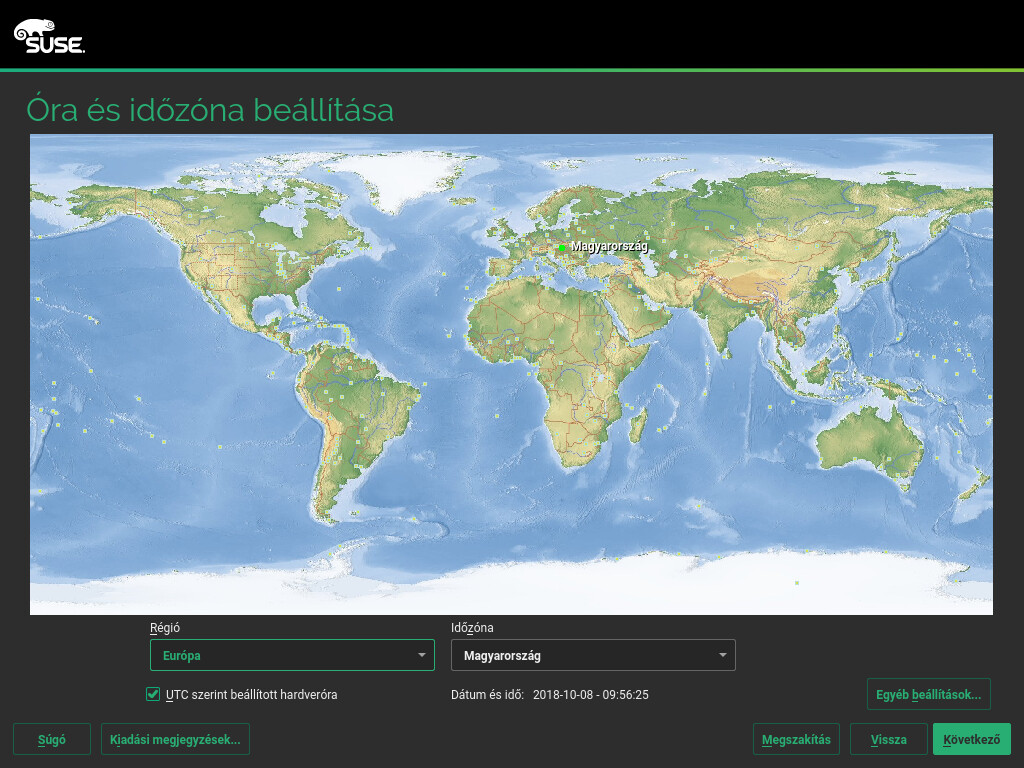 SUSE.
Óra és időzóna beállítása
Magyarország
Régió
Időzóna
Európa
Magyarország
UTC szerint beállított hardveróra
Dátum és idő: 2018-10-08 - 09:56:25
Egyéb beállítások...
Súgó
Kiadási megjegyzések...
Megszakítás
Vissza
Következő